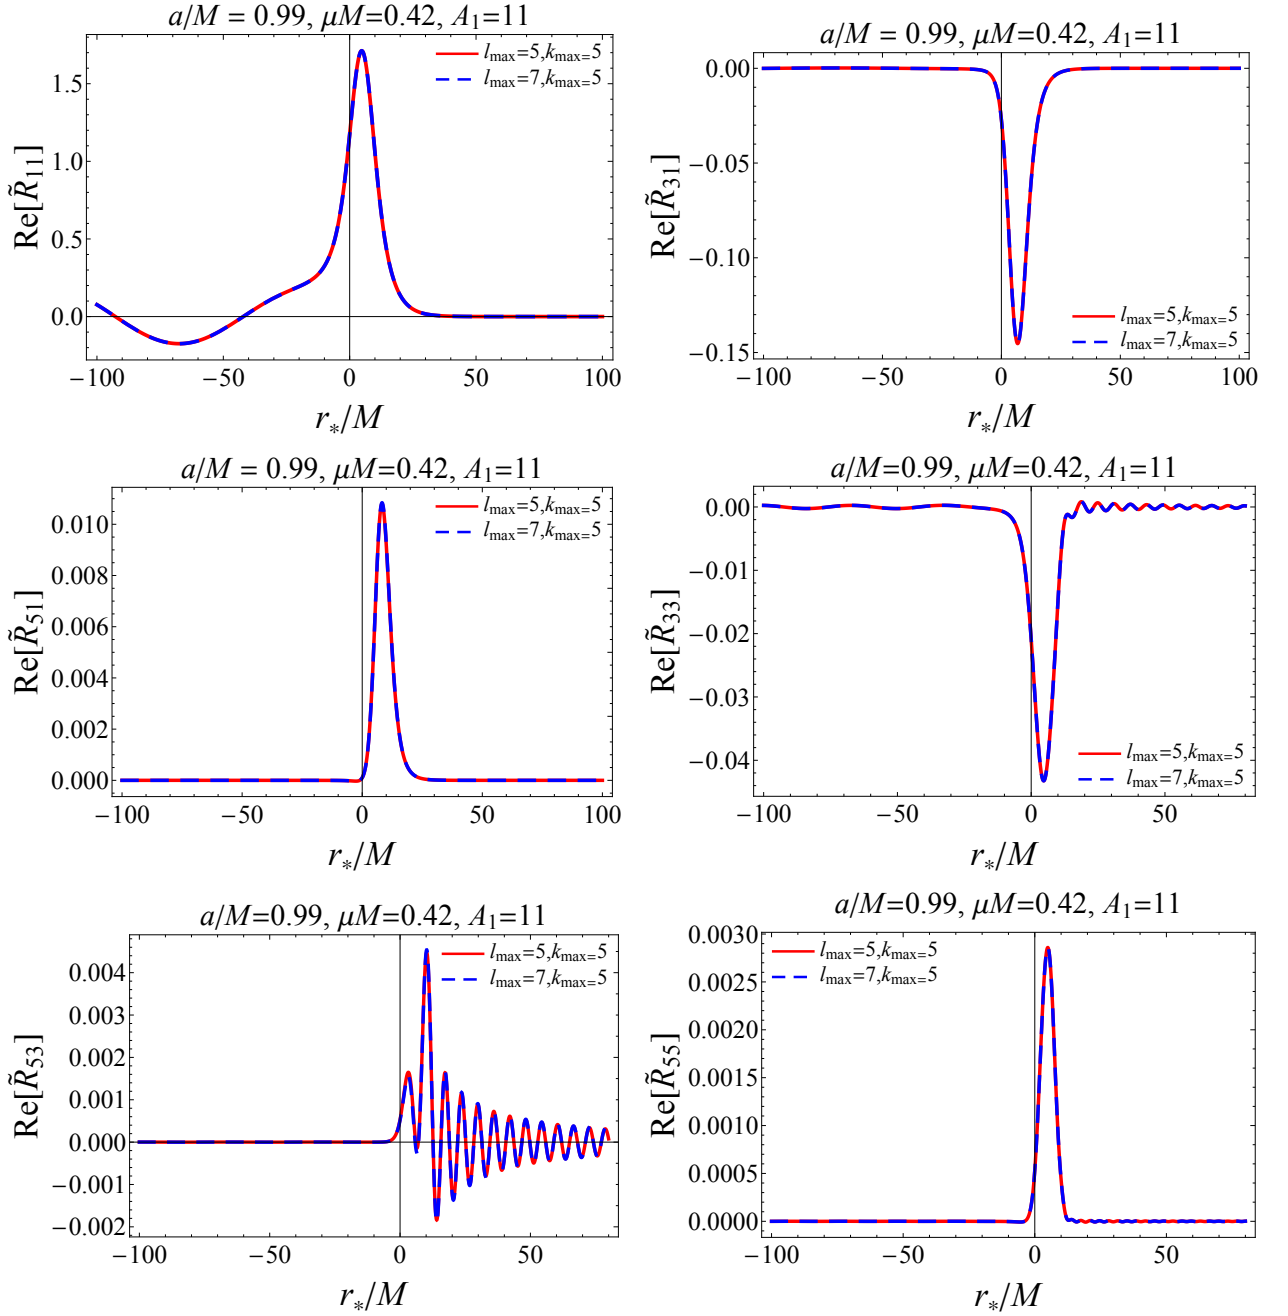 a/M = 0.99, μM=0.42, A₁=11
l_max=5,k_max=5
l_max=7,k_max=5
Re[R̃₁₁]
1.5
1.0
0.5
0.0
−100 −50 0 50 100
r_*/M
a/M = 0.99, μM=0.42, A₁=11
0.00
−0.05
−0.10
−0.15
Re[R̃₃₁]
l_max=5,k_max=5
l_max=7,k_max=5
−100 −50 0 50 100
r_*/M
a/M = 0.99, μM=0.42, A₁=11
l_max=5,k_max=5
l_max=7,k_max=5
Re[R̃₅₁]
0.010
0.008
0.006
0.004
0.002
0.000
−100 −50 0 50 100
r_*/M
a/M=0.99, μM=0.42, A₁=11
0.00
−0.01
−0.02
−0.03
−0.04
Re[R̃₃₃]
l_max=5,k_max=5
l_max=7,k_max=5
−100 −50 0 50
r_*/M
a/M=0.99, μM=0.42, A₁=11
l_max=5,k_max=5
l_max=7,k_max=5
Re[R̃₅₃]
0.004
0.003
0.002
0.001
0.000
−0.001
−0.002
−100 −50 0 50
r_*/M
a/M=0.99, μM=0.42, A₁=11
l_max=5,k_max=5
l_max=7,k_max=5
Re[R̃₅₅]
0.0030
0.0025
0.0020
0.0015
0.0010
0.0005
0.0000
−100 −50 0 50
r_*/M